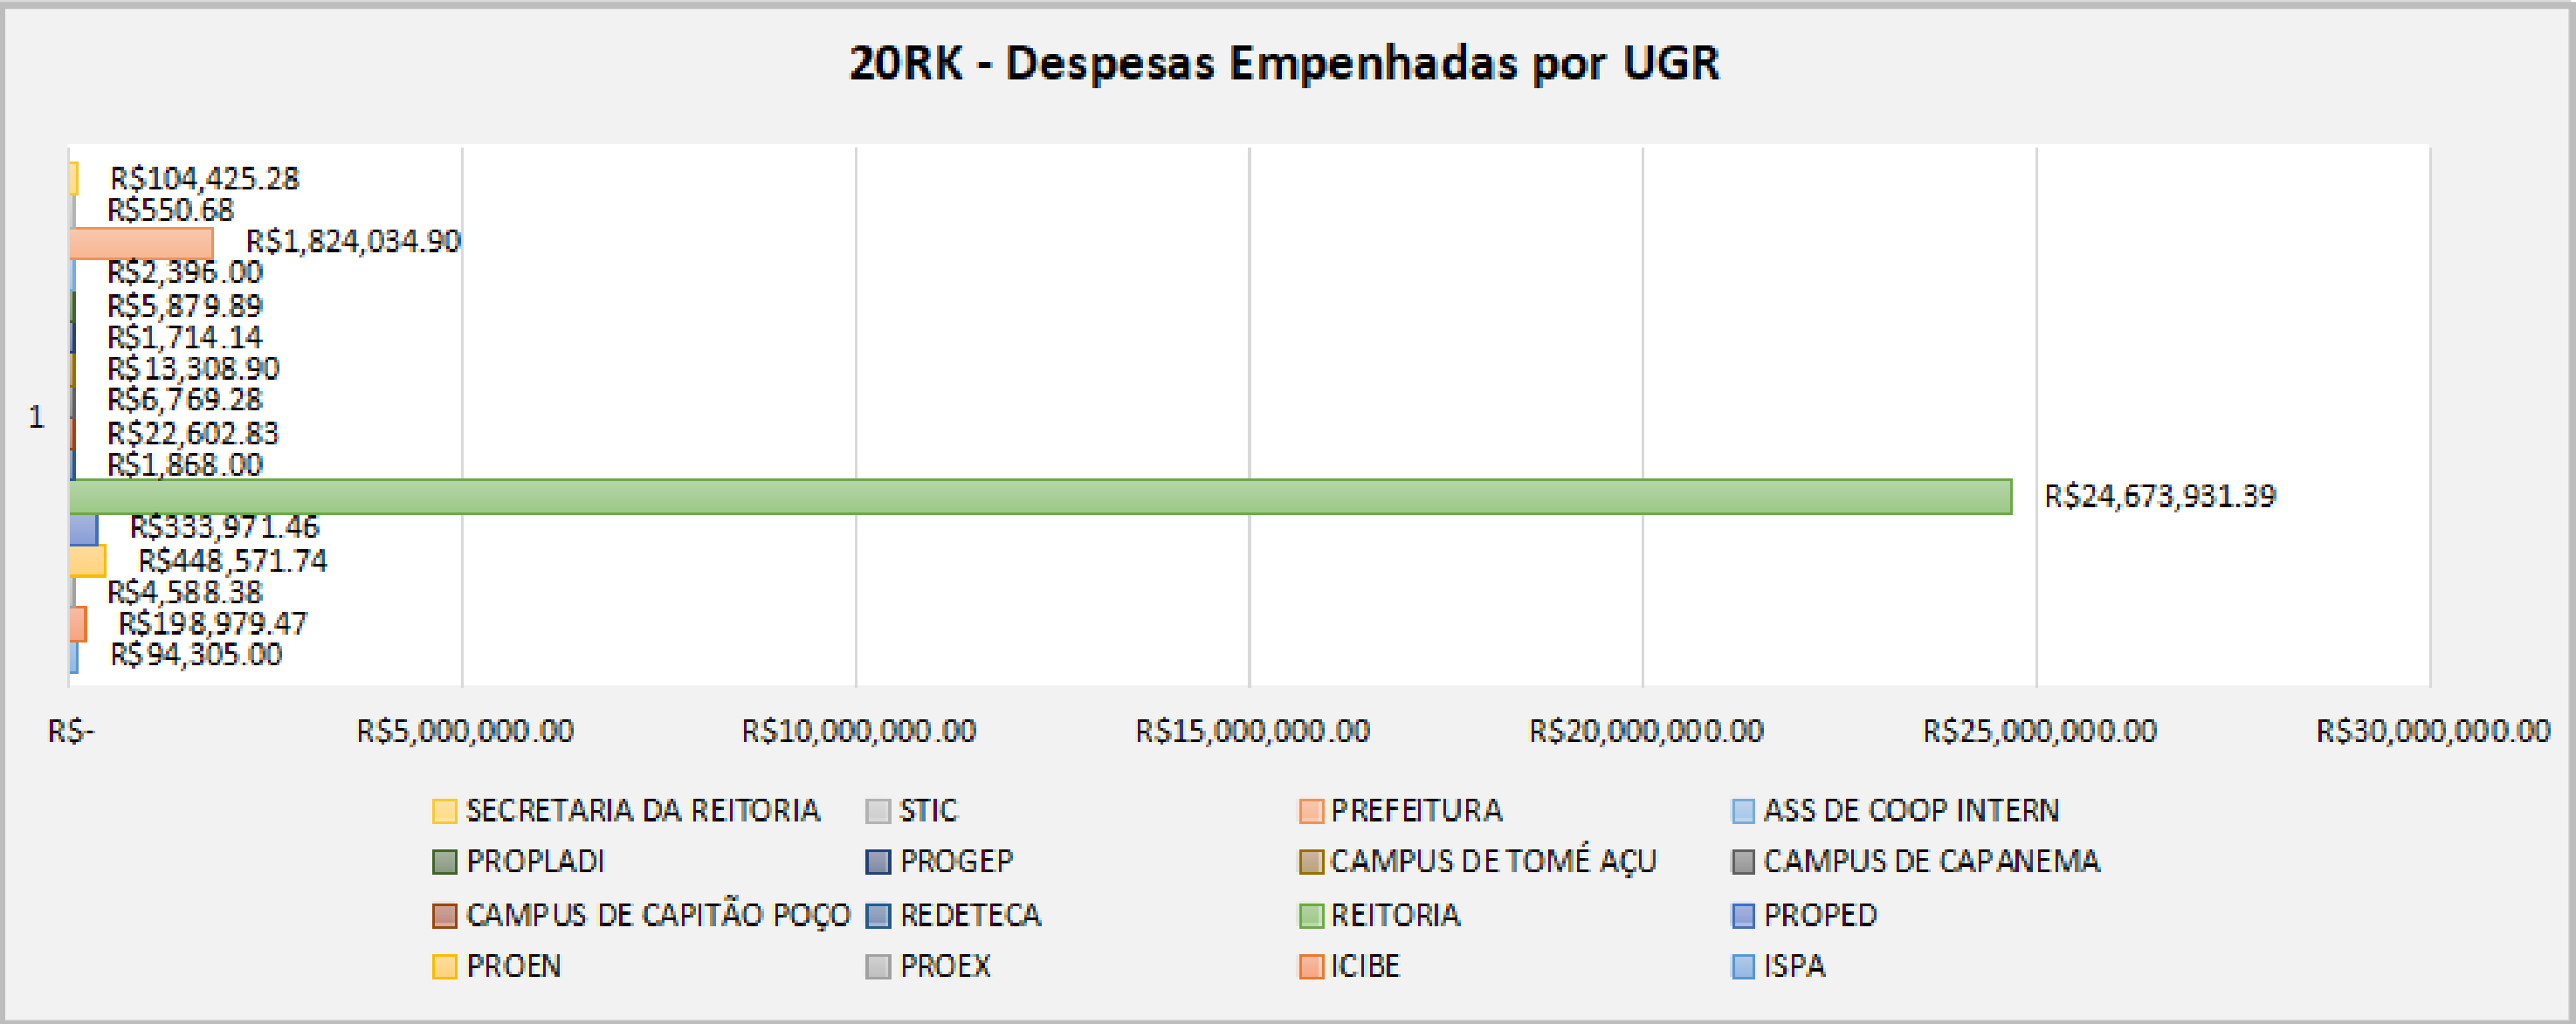 20RK - Despesas Empenhadas por UGR
R$104,425.28
R$550.68
R$1,824,034.90
R$2,396.00
R$5,879.89
R$1,714.14
R$13,308.90
R$6,769.28
1
R$22,602.83
R$1,868.00
R$24,673,931.39
R$333,971.46
R$448,571.74
R$4,588.38
R$198,979.47
R$94,305.00
R$- R$5,000,000.00 R$10,000,000.00 R$15,000,000.00 R$20,000,000.00 R$25,000,000.00 R$30,000,000.00
SECRETARIA DA REITORIA STIC PREFEITURA ASS DE COOP INTERN
PROPLADI PROGEP CAMPUS DE TOMÉ AÇU CAMPUS DE CAPANEMA
CAMPUS DE CAPITÃO POÇO REDETECA REITORIA PROPED
PROEN PROEX ICIBE ISPA